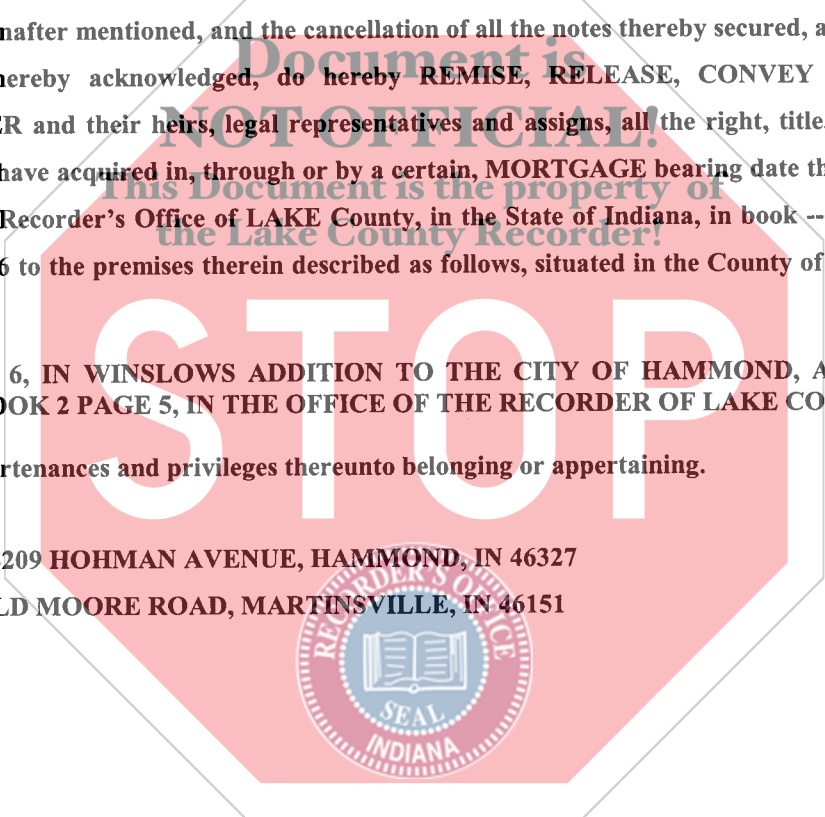 nafter mentioned, and the cancellation of all the notes thereby secured, a
Document is
ereby acknowledged, do hereby REMISE, RELEASE, CONVEY
NOT OFFICIAL!
R and their heirs, legal representatives and assigns, all the right, title
have acquired in, through or by a certain, MORTGAGE bearing date th
This Document is the property of
Recorder's Office of LAKE County, in the State of Indiana, in book --
the Lake County Recorder!
6 to the premises therein described as follows, situated in the County of
STOP
6, IN WINSLOWS ADDITION TO THE CITY OF HAMMOND, A
OOK 2 PAGE 5, IN THE OFFICE OF THE RECORDER OF LAKE CO
rtenances and privileges thereunto belonging or appertaining.
209 HOHMAN AVENUE, HAMMOND, IN 46327
LD MOORE ROAD, MARTINSVILLE, IN 46151
RECORDER'S OFFICE
SEAL
INDIANA